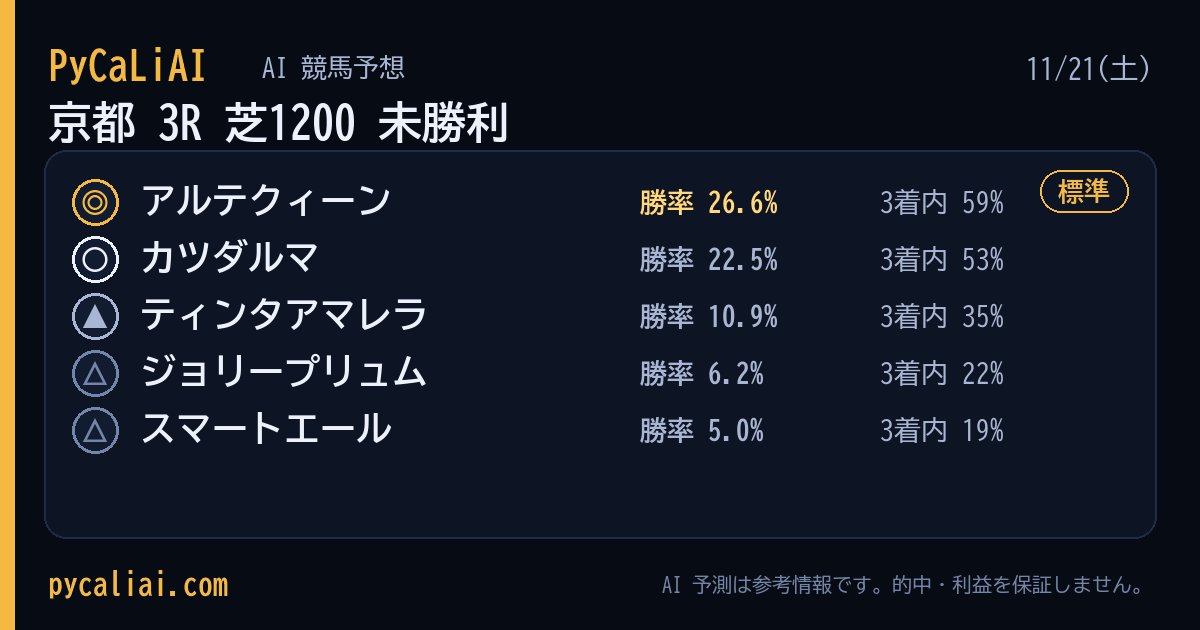 PyCaLiAI AI 競馬予想 11/21(土)
京都 3R 芝1200 未勝利
◎ アルテクィーン 勝率 26.6% 3着内 59% 標準
○ カツダルマ 勝率 22.5% 3着内 53%
▲ ティンタアマレラ 勝率 10.9% 3着内 35%
△ ジョリープリュム 勝率 6.2% 3着内 22%
△ スマートエール 勝率 5.0% 3着内 19%
pycaliai.com AI 予測は参考情報です。的中・利益を保証しません。